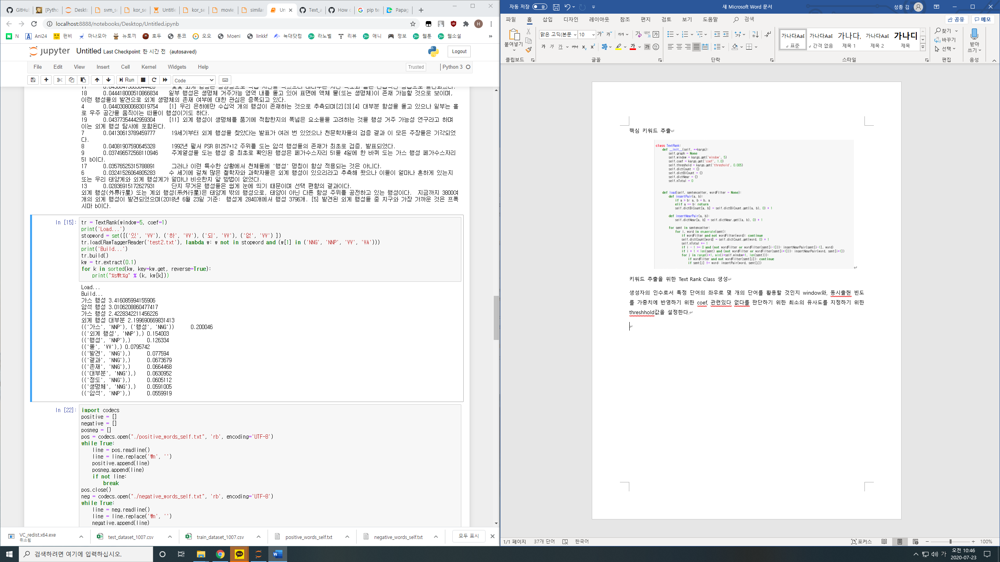 GitHub
[Pytho
Deskto
svm_se
kor_se
Untitle
kor_se
movie
similar
Un
Text_a
How c
pip te
Papag
localhost:8888/notebooks/Desktop/Untitled.ipynb
N
Ani24
펀비
마나모아
뉴토끼
호두
툰코
오오
Moeni
linkkf
늑대닷컴
라노벨
리뷰
애니
정보
웹툰
웹소설
jupyter Untitled Last Checkpoint: 한 시간 전 (autosaved)
Logout
File Edit View Insert Cell Kernel Widgets Help
Trusted
Python 3
Run
Code
18 0.044418000510866834 일부 행성은 생명체 거주가능 영역 내를 돌고 있어 표면에 액체 물(또는 생명체)이 존재 가능할 것으로 보이며,
이런 행성들의 발견으로 외계 생명체의 존재 여부에 대한 관심은 증폭되고 있다.
4 0.044030800683019754 [1] 우리 은하에만 수십억 개의 행성이 존재하는 것으로 추측되며[2][3][4] 대부분 항성을 돌고 있으나 일부는 홀
로 우주 공간을 움직이는 떠돌이 행성이기도 하다.
19 0.04377354442959304 [11] 외계 행성이 생명체를 품기에 적합한지의 폭넓은 요소들을 고려하는 것을 행성 거주 가능성 연구라고 하며
이는 외계 행성 탐사에 포함된다.
7 0.04130613789459777 19세기부터 외계 행성을 찾았다는 발표가 여러 번 있었으나 천문학자들의 검증 결과 이 모든 주장들은 기각되었
다.
8 0.04081907590645328 1992년 펄서 PSR B1257+12 주위를 도는 암석 행성들의 존재가 최초로 검증, 발표되었다.
9 0.037496572568110946 주계열성을 도는 행성 중 최초로 확인된 행성은 페가수스자리 51을 4일에 한 바퀴 도는 가스 행성 페가수스자리
51 b이다.
17 0.03576525315788891 그러나 이런 특수한 상황에서 천체들에 '행성' 명칭이 항상 적용되는 것은 아니다.
6 0.03241526064805283 수 세기에 걸쳐 많은 철학자와 과학자들은 외계 행성이 있으리라고 추측해 왔으나 이들이 얼마나 흔하게 있는지
또는 우리 태양계와 외계 행성계가 얼마나 비슷한지 알 방법이 없었다.
13 0.02836915172627931 단지 무거운 행성들은 쉽게 눈에 띄기 때문이며 선택 편향의 결과이다.
외계 행성(外界行星) 또는 계외 행성(系外行星)은 태양계 밖의 행성으로, 태양이 아닌 다른 항성 주위를 공전하고 있는 행성이다. 지금까지 3800여
개의 외계 행성이 발견되었으며(2018년 6월 23일 기준: 행성계 2840개에서 행성 3796개. [5] 발견된 외계 행성들 중 지구와 가장 가까운 것은 프록
시마 b이다.
In [15]:
tr = TextRank(window=5, coef=1)
print('Load...')
stopword = set([('있', 'VV'), ('하', 'VV'), ('되', 'VV'), ('없', 'VV') ])
tr.load(RawTaggerReader('test2.txt'), lambda w: w not in stopword and (w[1] in ('NNG', 'NNP', 'VV', 'VA')))
print('Build...')
tr.build()
kw = tr.extract(0.1)
for k in sorted(kw, key=kw.get, reverse=True):
print("%s₩t%g" % (k, kw[k]))
Load...
Build...
가스 행성 3.416085994155906
암석 행성 3.0106208860477417
가스 행성 2.4228342211456226
외계 행성 대부분 2.199690669831413
(('가스', 'NNP'), ('행성', 'NNG')) 0.200046
(('외계 행성', 'NNP'),) 0.154003
(('행성', 'NNP'),) 0.126334
(('돌', 'VV'),) 0.0795742
(('발견', 'NNG'),) 0.077594
(('결과', 'NNG'),) 0.0673679
(('존재', 'NNG'),) 0.0664468
(('대부분', 'NNG'),) 0.0630952
(('정도', 'NNG'),) 0.0605112
(('생명체', 'NNG'),) 0.0591005
(('암석', 'NNP'),) 0.0559919
In [22]:
import codecs
positive = []
negative = []
posneg = []
pos = codecs.open("./positive_words_self.txt", 'rb', encoding='UTF-8')
while True:
line = pos.readline()
line = line.replace('₩n', '')
positive.append(line)
posneg.append(line)
if not line:
break
pos.close()
neg = codecs.open("./negative_words_self.txt", 'rb', encoding='UTF-8')
while True:
line = neg.readline()
line = line.replace('₩n', '')
negative.append(line)
VC_redist.x64.exe
취소됨
test_dataset_1007.csv
train_dataset_1007.csv
positive_words_self.txt
negative_words_self.txt
모두 표시
자동 저장
끔
새 Microsoft Word 문서
성종 김
파일 홈 삽입 디자인 레이아웃 참조 편지 검토 보기 도움말 검색
공유
메모
붙여넣기
클립보드
맑은 고딕(본문
10
글꼴
단락
가나다AaB
표준
가나다AaB
간격 없음
가나다,
제목 1
가나다AaB
제목 2
가나다
제목
스타일
찾기
바꾸기
선택
편집
받아
쓰기
음성
핵심 키워드 추출
class TextRank:
def __init__(self, **kargs):
self.graph = None
self.window = kargs.get('window', 5)
self.coef = kargs.get('coef', 1.0)
self.threshold = kargs.get('threshold', 0.005)
self.dictCount = {}
self.dictBiCount = {}
self.dictNear = {}
self.nTotal = 0
def load(self, sentenceIter, wordFilter = None):
def insertPair(a, b):
if a > b: a, b = b, a
elif a == b: return
self.dictBiCount[a, b] = self.dictBiCount.get((a, b), 0) + 1
def insertNearPair(a, b):
self.dictNear[a, b] = self.dictNear.get((a, b), 0) + 1
for sent in sentenceIter:
for i, word in enumerate(sent):
if wordFilter and not wordFilter(word): continue
self.dictCount[word] = self.dictCount.get(word, 0) + 1
self.nTotal += 1
if i - 1 >= 0 and (not wordFilter or wordFilter(sent[i-1])): insertNearPair(sent[i-1], word)
if i + 1 < len(sent) and (not wordFilter or wordFilter(sent[i+1])): insertNearPair(word, sent[i+1])
for j in range(i+1, min(i+self.window+1, len(sent))):
if wordFilter and not wordFilter(sent[j]): continue
if sent[j] != word: insertPair(word, sent[j])
키워드 추출을 위한 Text Rank Class 생성
생성자의 인수로서 특정 단어의 좌우로 몇 개의 단어를 활용할 것인지 window와, 동시출현 빈도
를 가중치에 반영하기 위한 coef, 관련있다 없다를 판단하기 위한 최소의 유사도를 지정하기 위한
threshhold값을 설정한다.
1/1 페이지
37개 단어
한국어
포커스
100%
검색하려면 여기에 입력하십시오.
TALK
가
오전 10:46
2020-07-23